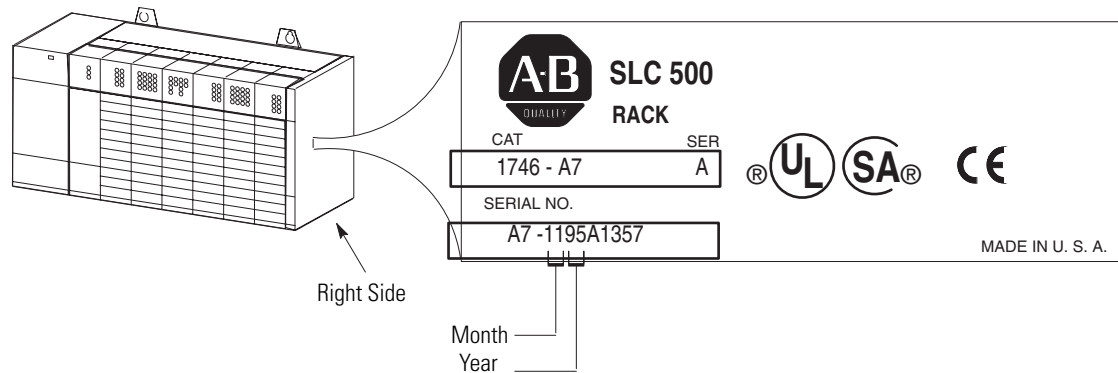 A-B
QUALITY
SLC 500
RACK
CAT SER
1746 - A7 A
® UL SA ® CE
SERIAL NO.
A7 -1195A1357
MADE IN U. S. A.
Right Side
Month
Year